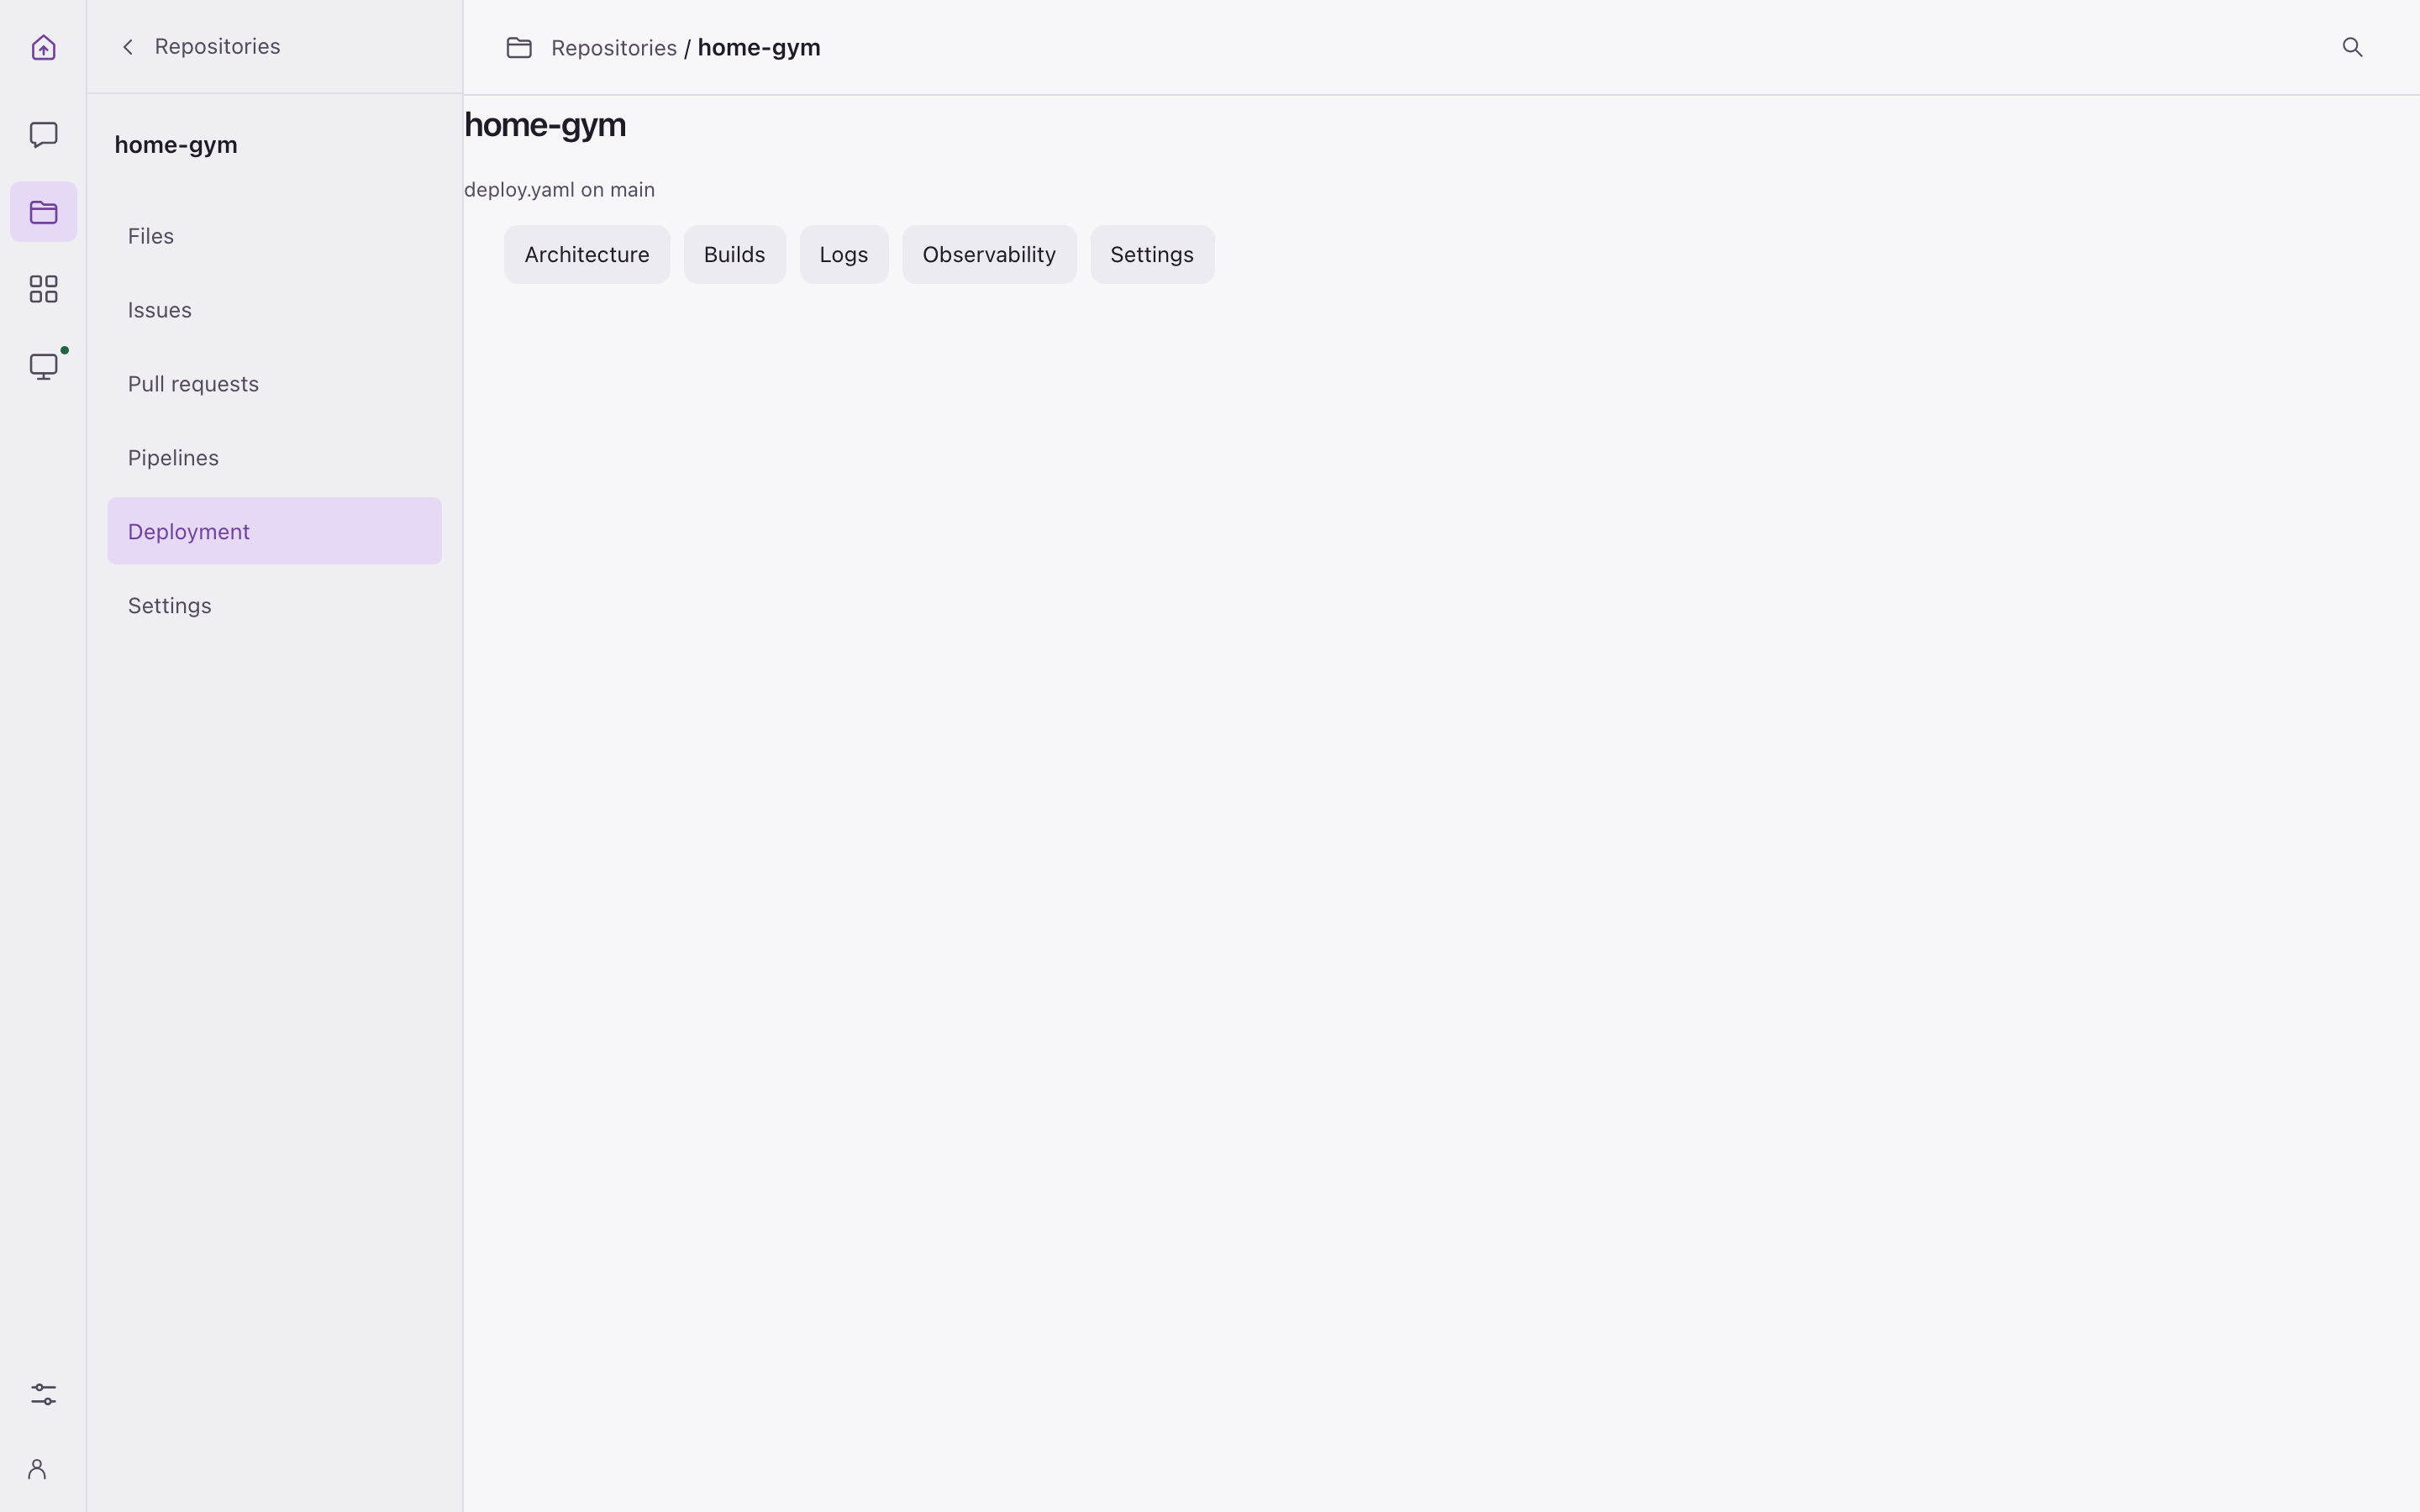 Repositories
home-gym
Files
Issues
Pull requests
Pipelines
Deployment
Settings
Repositories / home-gym
home-gym
deploy.yaml on main
Architecture Builds Logs Observability Settings